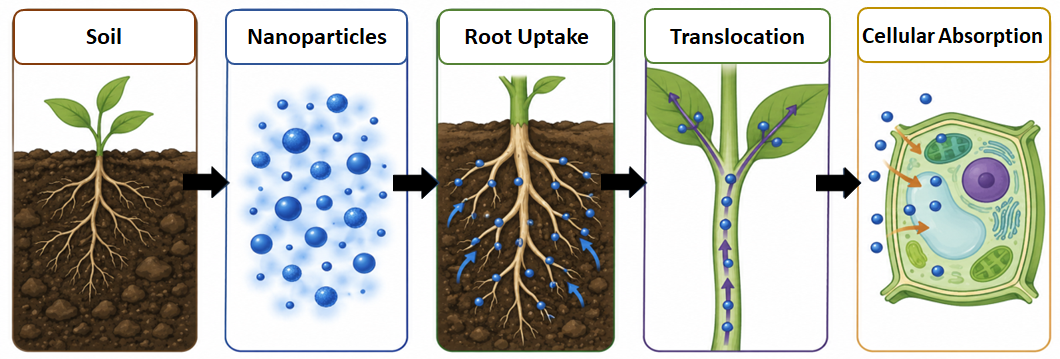 Soil
Nanoparticles
Root Uptake
Translocation
Cellular Absorption